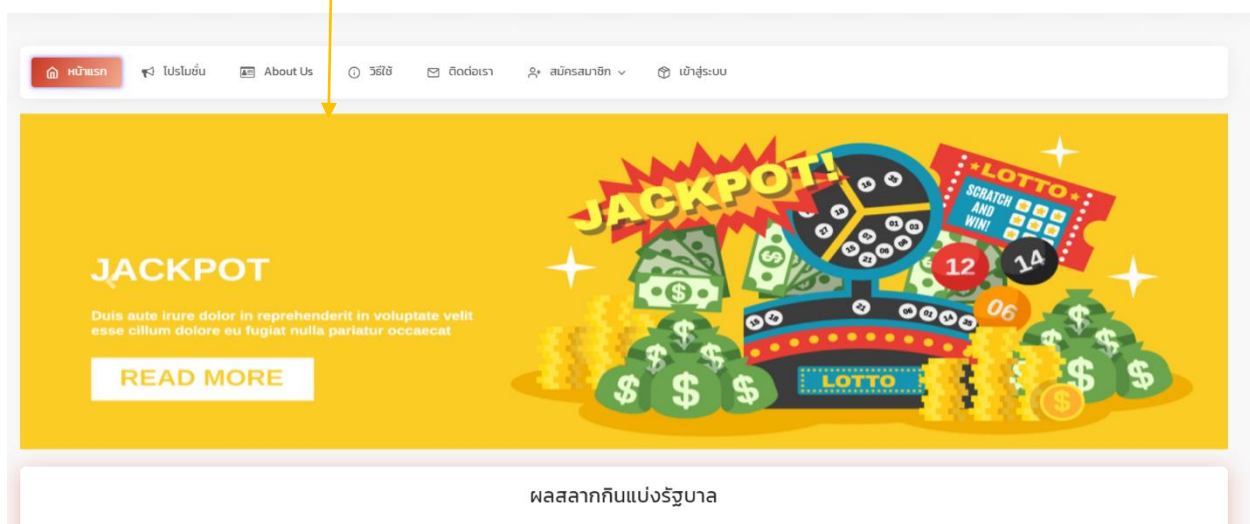 หน้าแรก โปรโมชั่น About Us วิธีใช้ ติดต่อเรา สมัครสมาชิก เข้าสู่ระบบ
JACKPOT!
LOTTO
SCRATCH
AND
WIN!
12 14
06
JACKPOT
Duis aute irure dolor in reprehenderit in voluptate velit
esse cillum dolore eu fugiat nulla pariatur occaecat
READ MORE
LOTTO
ผลสลากกินแบ่งรัฐบาล